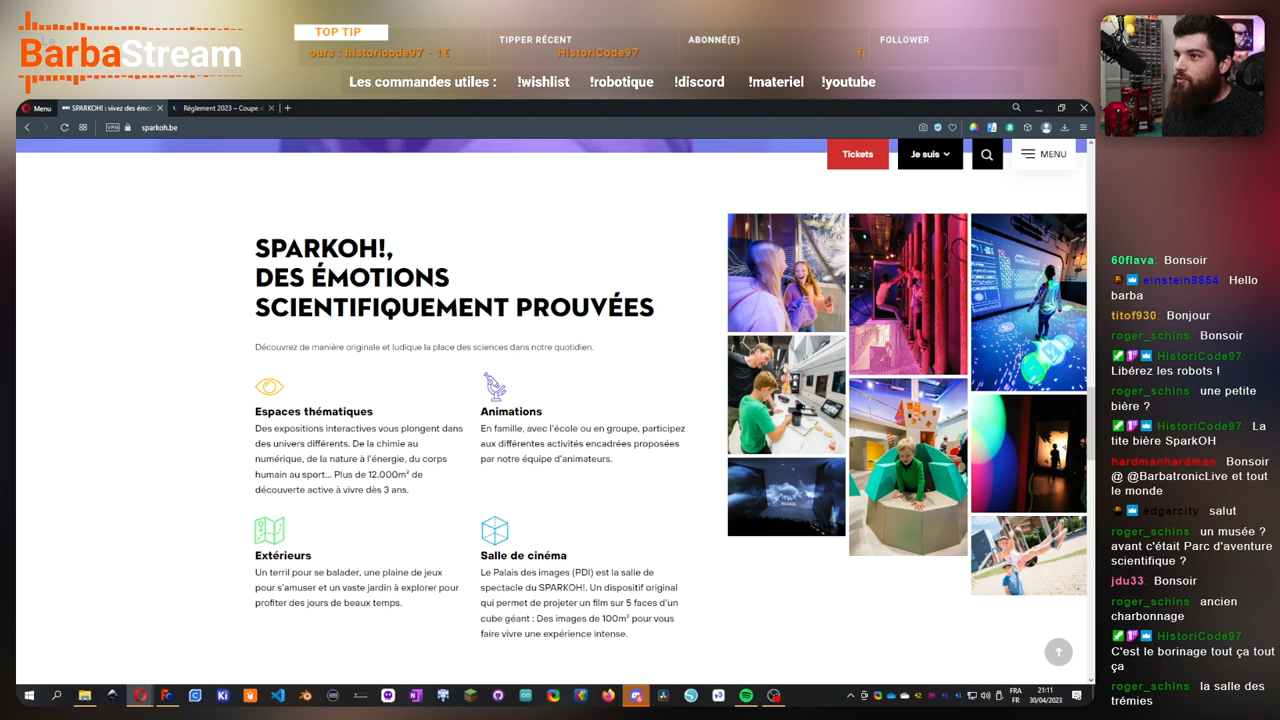 Le
BarbaStream
TOP TIP
ours : historicode97 - 1 €
TIPPER RÉCENT
HistoriCode97
ABONNÉ(E)
FOLLOWER
fl
Les commandes utiles : !wishlist !robotique !discord !materiel !youtube
Menu
SPARKOH! : vivez des émot
Règlement 2023 – Coupe d
VPN
sparkoh.be
Tickets
Je suis
MENU
SPARKOH!,
DES ÉMOTIONS
SCIENTIFIQUEMENT PROUVÉES
Découvrez de manière originale et ludique la place des sciences dans notre quotidien.
Espaces thématiques
Des expositions interactives vous plongent dans
des univers différents. De la chimie au
numérique, de la nature à l'énergie, du corps
humain au sport... Plus de 12.000m² de
découverte active à vivre dès 3 ans.
Animations
En famille, avec l'école ou en groupe, participez
aux différentes activités encadrées proposées
par notre équipe d'animateurs.
Extérieurs
Un terril pour se balader, une plaine de jeux
pour s'amuser et un vaste jardin à explorer pour
profiter des jours de beaux temps.
Salle de cinéma
Le Palais des images (PDI) est la salle de
spectacle du SPARKOH!. Un dispositif original
qui permet de projeter un film sur 5 faces d'un
cube géant : Des images de 100m² pour vous
faire vivre une expérience intense.
60flava: Bonsoir
einstein8854: Hello
barba
titof930: Bonjour
roger_schins: Bonsoir
HistoriCode97:
Libérez les robots !
roger_schins: une petite
bière ?
HistoriCode97: La
tite bière SparkOH
hardmanhardman: Bonsoir
@ @BarbatronicLive et tout
le monde
edgarcity: salut
roger_schins: un musée ?
avant c'était Parc d'aventure
scientifique ?
jdu33: Bonsoir
roger_schins: ancien
charbonnage
HistoriCode97:
C'est le borinage tout ça tout
ça
roger_schins: la salle des
trémies
FRA
FR
21:11
30/04/2023